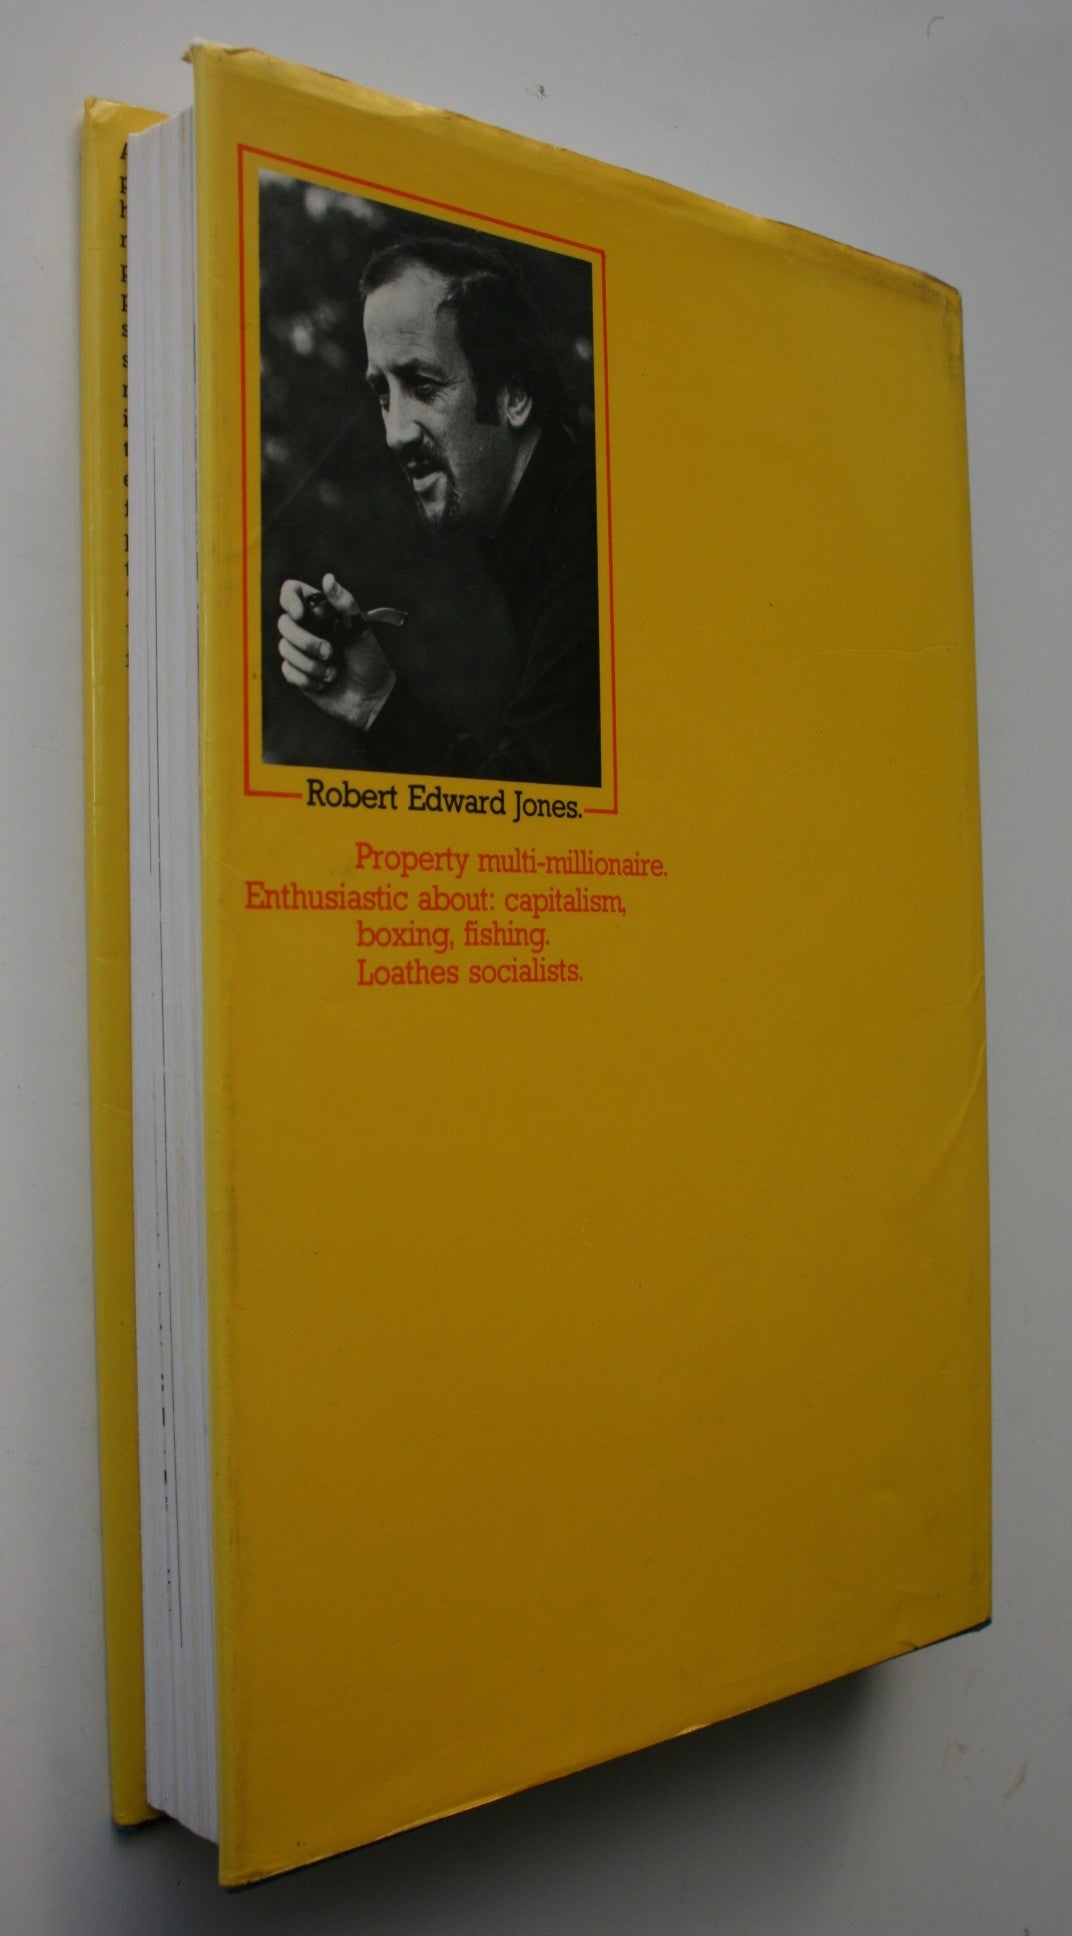 Robert Edward Jones.
Property multi-millionaire.
Enthusiastic about: capitalism,
boxing, fishing.
Loathes socialists.